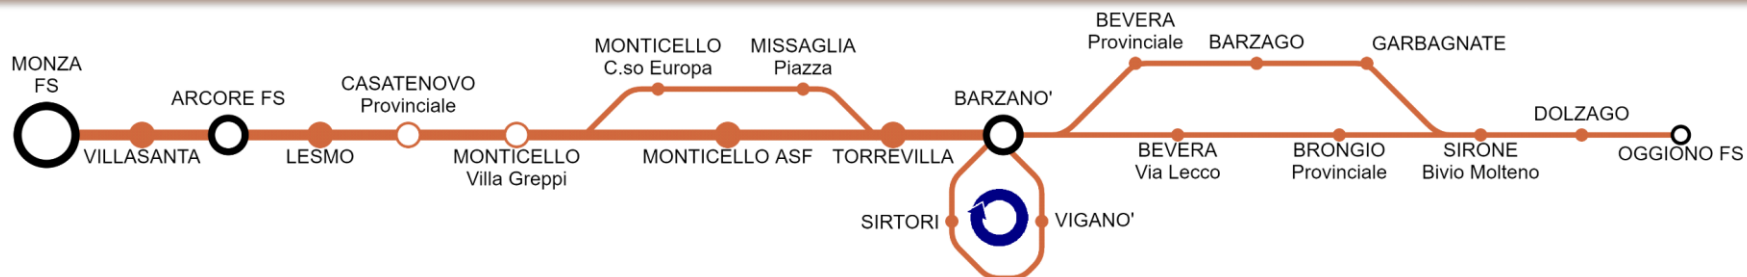 MONZA
FS
VILLASANTA
ARCORE FS
LESMO
CASATENOVO
Provinciale
MONTICELLO
Villa Greppi
MONTICELLO
C.so Europa
MISSAGLIA
Piazza
MONTICELLO ASF
TORREVILLA
BARZANO'
SIRTORI
VIGANO'
BEVERA
Provinciale
BARZAGO
GARBAGNATE
BEVERA
Via Lecco
BRONGIO
Provinciale
SIRONE
Bivio Molteno
DOLZAGO
OGGIONO FS